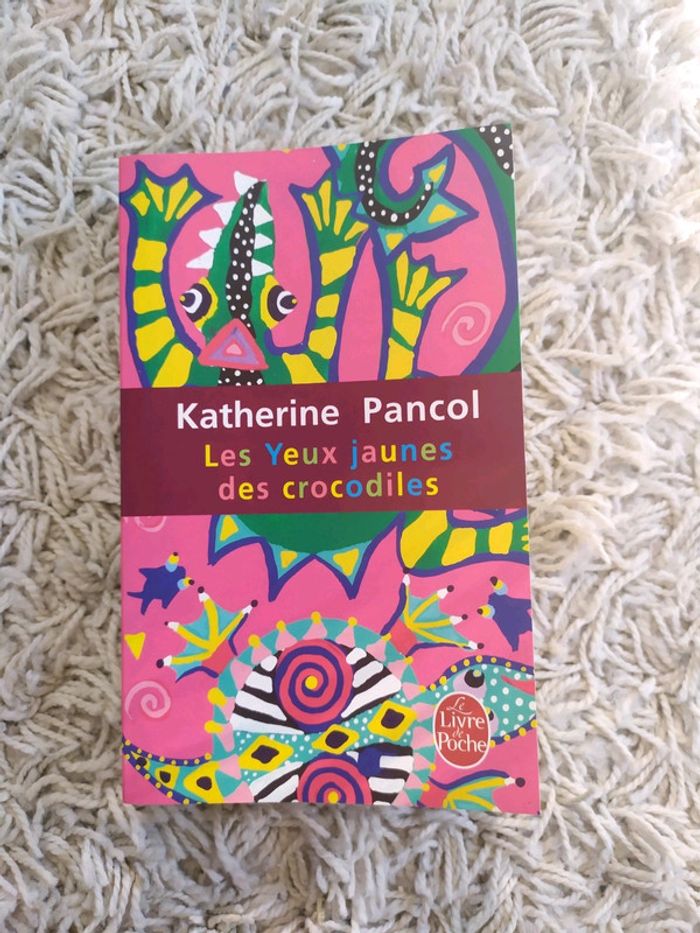 Katherine Pancol
Les Yeux jaunes
des crocodiles
Le
Livre
de
Poche